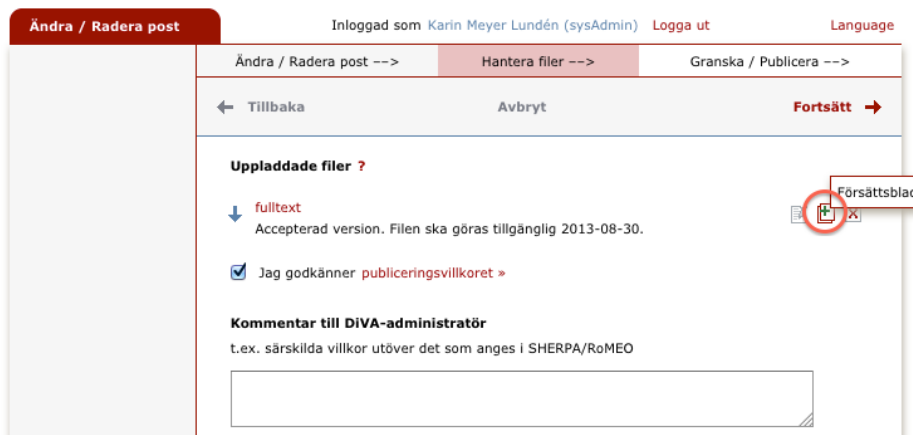 Ändra / Radera post
Inloggad som Karin Meyer Lundén (sysAdmin) Logga ut Language
Ändra / Radera post --> Hantera filer --> Granska / Publicera -->
Tillbaka Avbryt Fortsätt
Uppladdade filer ?
Försättsblad
fulltext
Accepterad version. Filen ska göras tillgänglig 2013-08-30.
Jag godkänner publiceringsvillkoret »
Kommentar till DiVA-administratör
t.ex. särskilda villkor utöver det som anges i SHERPA/RoMEO